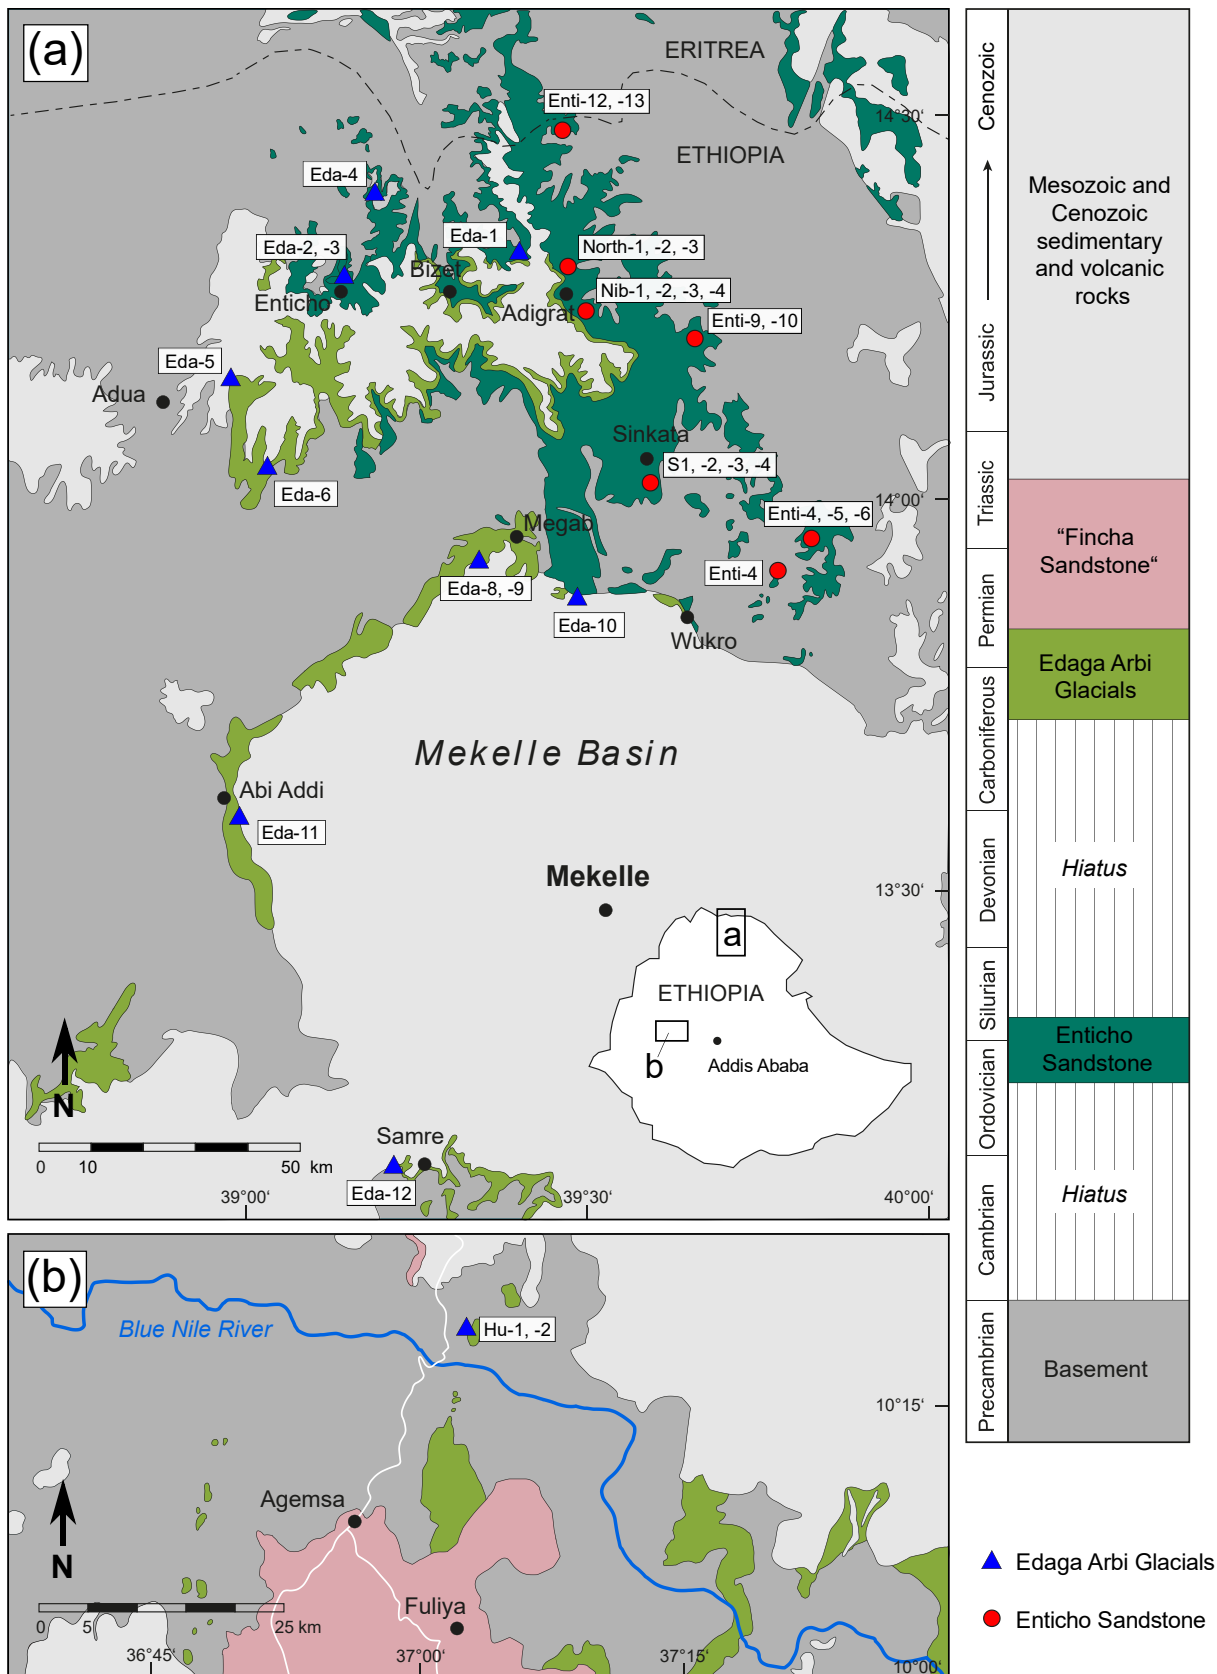 (a)
ERITREA
Enti-12, -13
14°30‘
ETHIOPIA
Eda-4
Eda-2, -3
Eda-1
North-1, -2, -3
Bizet
Nib-1, -2, -3, -4
Enticho
Adigrat
Enti-9, -10
Eda-5
Adua
Sinkata
S1, -2, -3, -4
Eda-6
14°00‘
Enti-4, -5, -6
Megab
Enti-4
Eda-8, -9
Eda-10
Wukro
Mekelle Basin
Abi Addi
Eda-11
Mekelle
13°30‘
a
ETHIOPIA
b
Addis Ababa
N
0 10 50 km
Samre
Eda-12
39°00‘
39°30‘
40°00‘
(b)
Blue Nile River
Hu-1, -2
10°15‘
Agemsa
N
Fuliya
0 5 25 km
36°45‘
37°00‘
37°15‘
10°00‘
Cenozoic
Jurassic
Triassic
Permian
Carboniferous
Devonian
Silurian
Ordovician
Cambrian
Precambrian
Mesozoic and
Cenozoic
sedimentary
and volcanic
rocks
“Fincha
Sandstone“
Edaga Arbi
Glacials
Hiatus
Enticho
Sandstone
Hiatus
Basement
Edaga Arbi Glacials
Enticho Sandstone